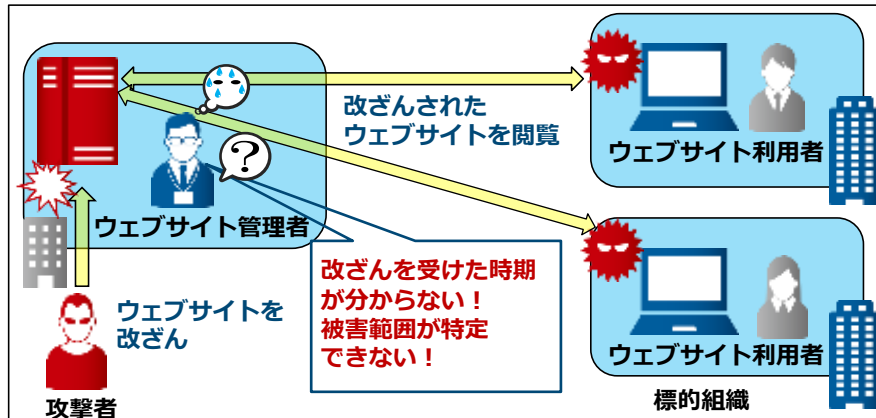 改ざんされた
ウェブサイトを閲覧
ウェブサイト利用者
?
ウェブサイト管理者
改ざんを受けた時期
が分からない！
被害範囲が特定
できない！
ウェブサイトを
改ざん
攻撃者
ウェブサイト利用者
標的組織